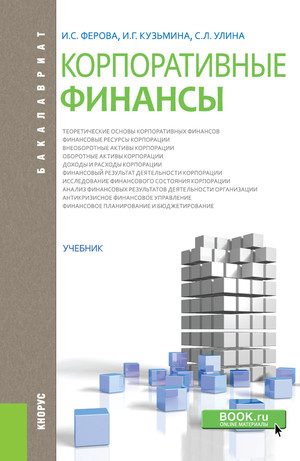 И.С. ФЕРОВА, И.Г. КУЗЬМИНА, С.Л. УЛИНА
КОРПОРАТИВНЫЕ
ФИНАНСЫ
ТЕОРЕТИЧЕСКИЕ ОСНОВЫ КОРПОРАТИВНЫХ ФИНАНСОВ
ФИНАНСОВЫЕ РЕСУРСЫ КОРПОРАЦИИ
ВНЕОБОРОТНЫЕ АКТИВЫ КОРПОРАЦИИ
ОБОРОТНЫЕ АКТИВЫ КОРПОРАЦИИ
ДОХОДЫ И РАСХОДЫ КОРПОРАЦИИ
ФИНАНСОВЫЙ РЕЗУЛЬТАТ ДЕЯТЕЛЬНОСТИ КОРПОРАЦИИ
ИССЛЕДОВАНИЕ ФИНАНСОВОГО СОСТОЯНИЯ КОРПОРАЦИИ
АНАЛИЗ ФИНАНСОВЫХ РЕЗУЛЬТАТОВ ДЕЯТЕЛЬНОСТИ ОРГАНИЗАЦИИ
АНТИКРИЗИСНОЕ ФИНАНСОВОЕ УПРАВЛЕНИЕ
ФИНАНСОВОЕ ПЛАНИРОВАНИЕ И БЮДЖЕТИРОВАНИЕ
УЧЕБНИК
БАКАЛАВРИАТ
КНОРУС
BOOK.ru
ONLINE МАТЕРИАЛЫ